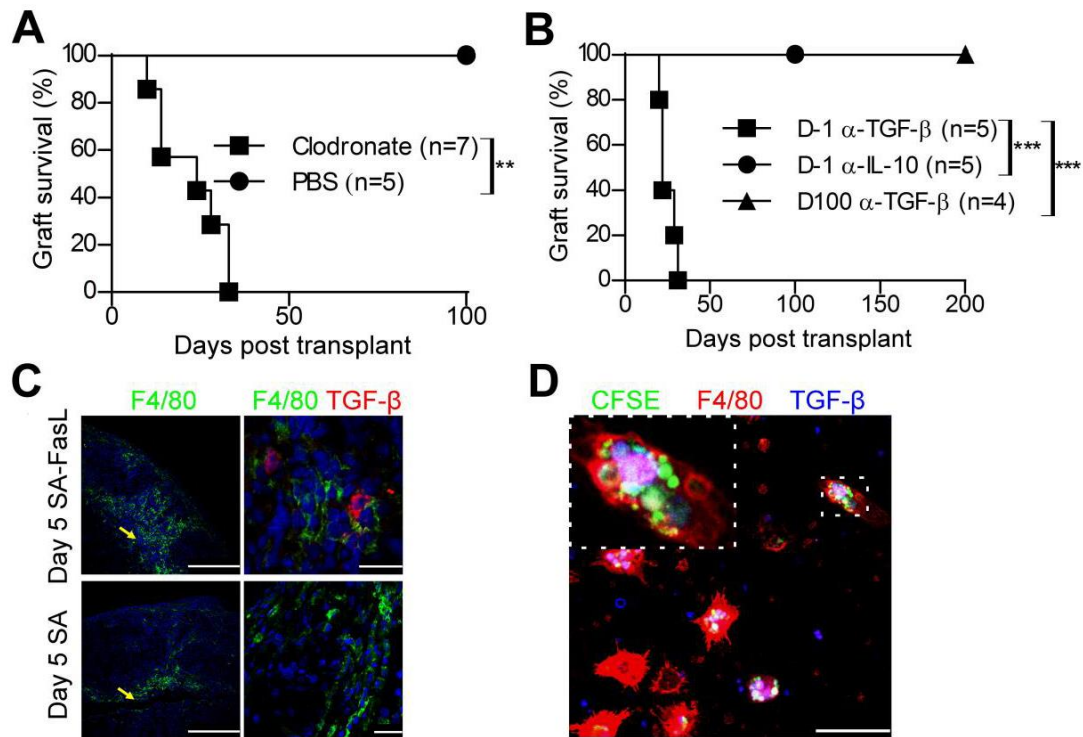 A
Graft survival (%)
100
80
60
40
20
0
0 50 100
Days post transplant
Clodronate (n=7)
PBS (n=5)
**
B
Graft survival (%)
100
80
60
40
20
0
0 50 100 150 200
Days post transplant
D-1 α-TGF-β (n=5)
D-1 α-IL-10 (n=5)
D100 α-TGF-β (n=4)
***
***
C
F4/80
F4/80 TGF-β
Day 5 SA-FasL
Day 5 SA
D
CFSE F4/80 TGF-β